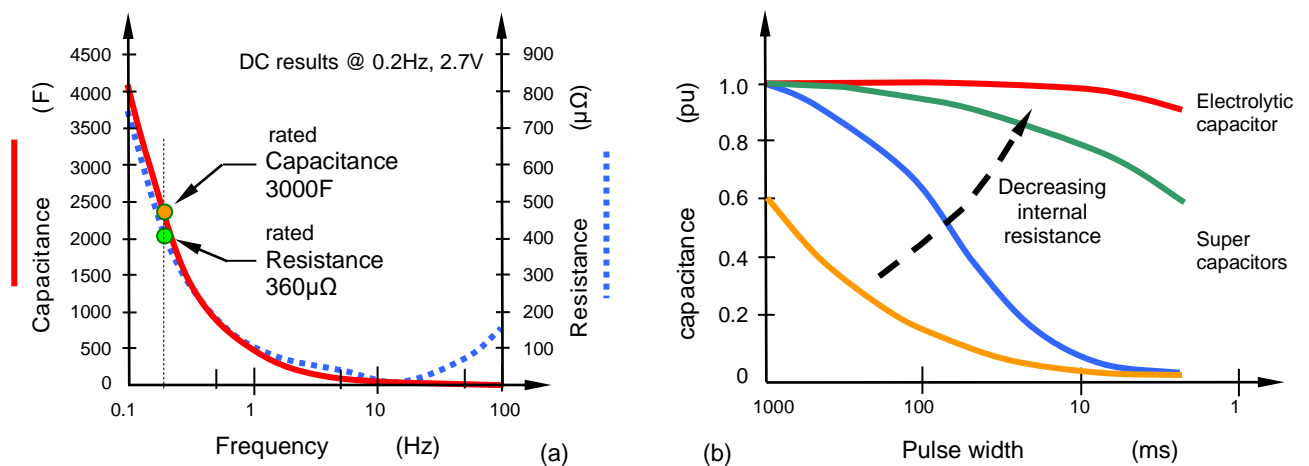 4500
4000
3500
3000
2500
2000
1500
1000
500
0
Capacitance (F)
DC results @ 0.2Hz, 2.7V
rated
Capacitance
3000F
rated
Resistance
360µΩ
900
800
700
600
500
400
300
200
100
0
Resistance (µΩ)
0.1 1 10 100
Frequency (Hz) (a)
1.0
0.8
0.6
0.4
0.2
0
capacitance (pu)
Electrolytic
capacitor
Decreasing
internal
resistance
Super
capacitors
1000 100 10 1
(b) Pulse width (ms)